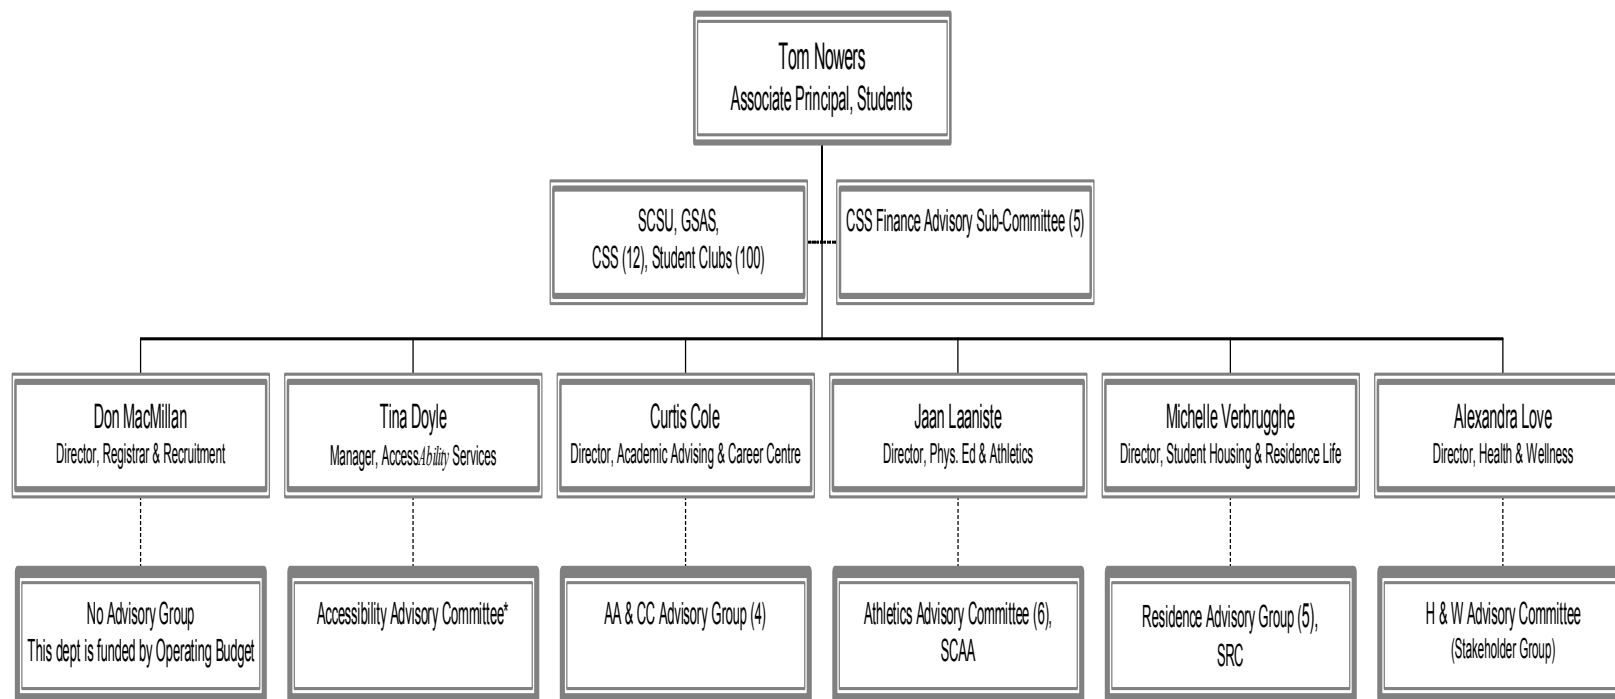 Tom Nowers
Associate Principal, Students
SCSU, GSAS,
CSS (12), Student Clubs (100)
CSS Finance Advisory Sub-Committee (5)
Don MacMillan
Director, Registrar & Recruitment
Tina Doyle
Manager, AccessAbility Services
Curtis Cole
Director, Academic Advising & Career Centre
Jaan Laaniste
Director, Phys. Ed & Athletics
Michelle Verbrugghe
Director, Student Housing & Residence Life
Alexandra Love
Director, Health & Wellness
No Advisory Group
This dept is funded by Operating Budget
Accessibility Advisory Committee*
AA & CC Advisory Group (4)
Athletics Advisory Committee (6),
SCAA
Residence Advisory Group (5),
SRC
H & W Advisory Committee
(Stakeholder Group)